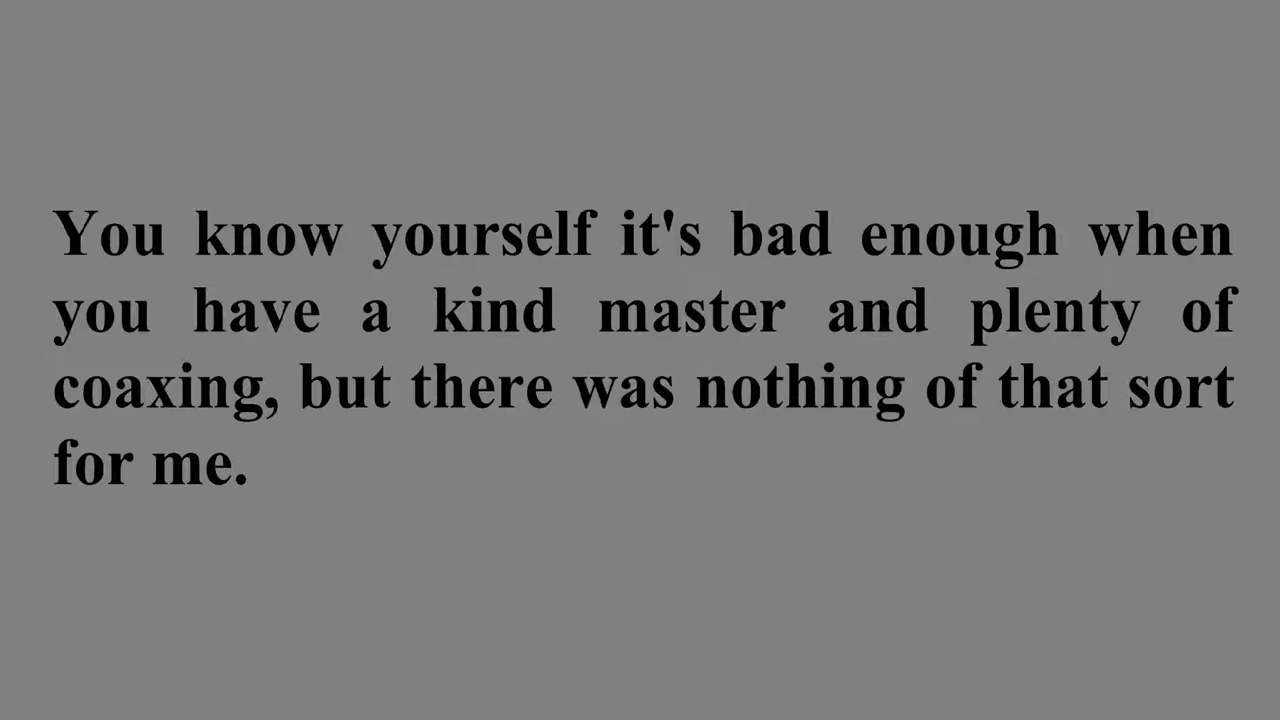 You know yourself it's bad enough when
you have a kind master and plenty of
coaxing, but there was nothing of that sort
for me.